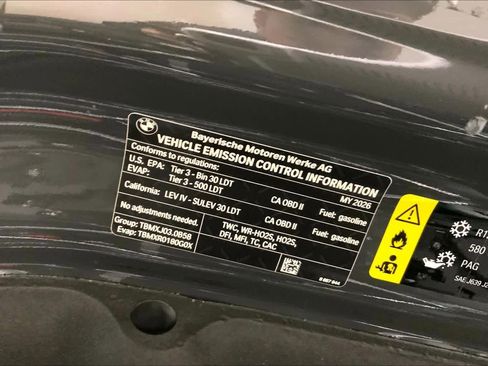 BMW
Bayerische Motoren Werke AG
VEHICLE EMISSION CONTROL INFORMATION
Conforms to regulations: MY 2026
U.S. EPA: Tier 3 - Bin 30 LDT CA OBD II Fuel: gasoline
EVAP: Tier 3 - 500 LDT
California: LEV IV - SULEV 30 LDT CA OBD II Fuel: gasoline
No adjustments needed.
TWC, WR-HO2S, HO2S,
DFI, MFI, TC, CAC
Group: TBMXJ03.0B58
Evap: TBMXR0180G0X
580
PAG